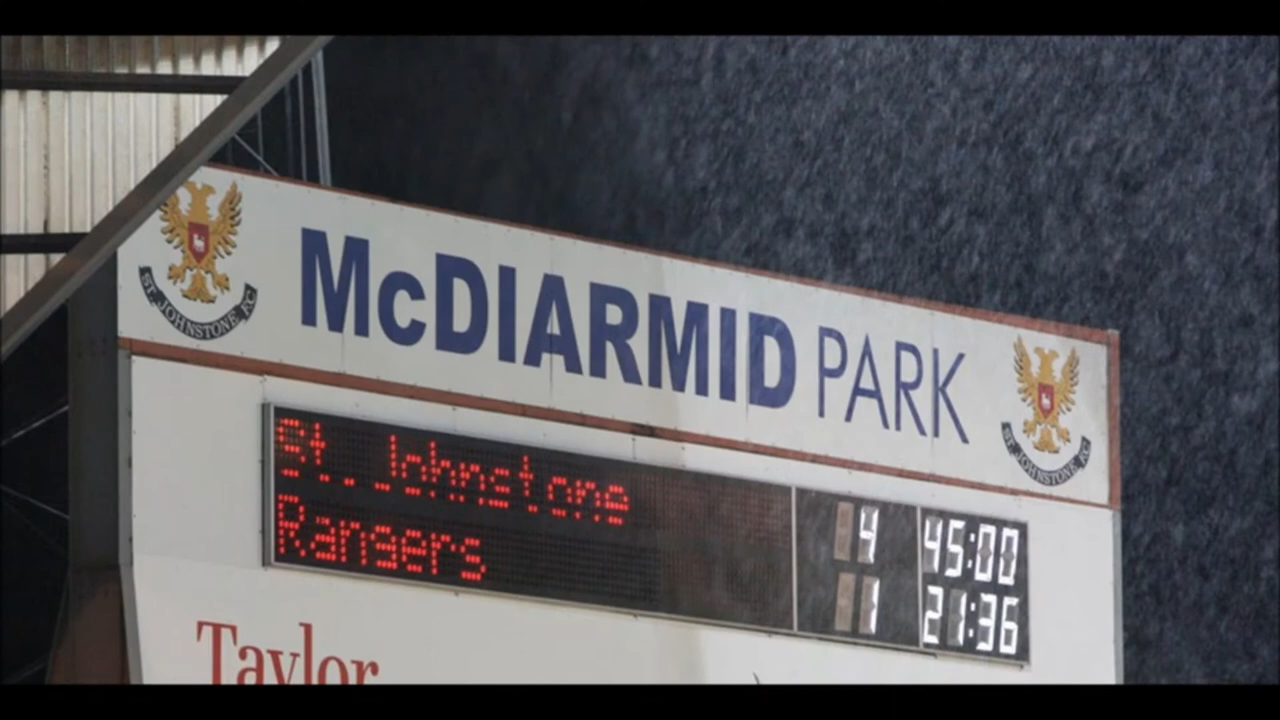 McDIARMID PARK
ST. JOHNSTONE F.C.
ST. JOHNSTONE F.C.
St. Johnstone 4 45:00
Rangers 1 21:36
Taylor